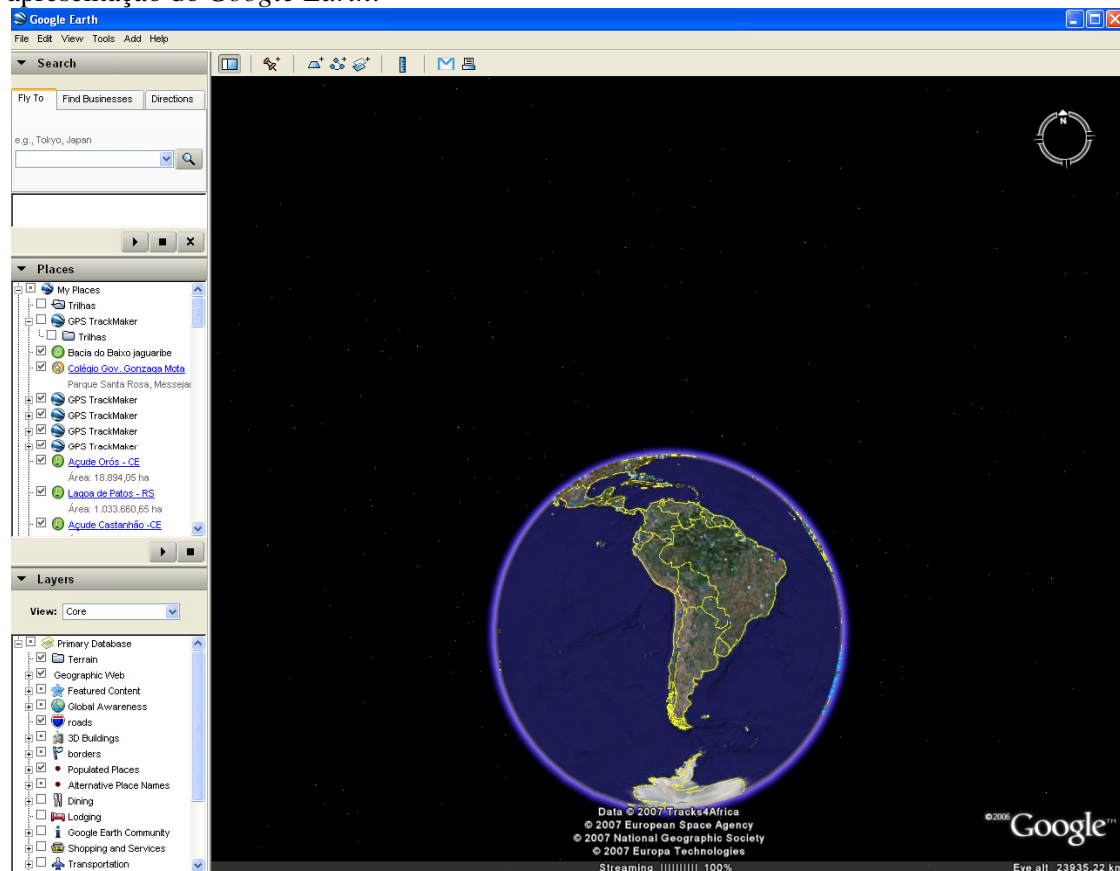 apresentação do Google Earth:
Google Earth
File Edit View Tools Add Help
Search
Fly To Find Businesses Directions
e.g., Tokyo, Japan
Places
My Places
Trilhas
GPS TrackMaker
Trilhas
Bacia do Baixo jaguaribe
Colégio Gov. Gonzaga Mota
Parque Santa Rosa, Messejan
GPS TrackMaker
GPS TrackMaker
GPS TrackMaker
GPS TrackMaker
Açude Orós - CE
Área: 18.894,05 ha
Lagoa de Patos - RS
Área: 1.033.660,65 ha
Açude Castanhão -CE
Layers
View: Core
Primary Database
Terrain
Geographic Web
Featured Content
Global Awareness
roads
3D Buildings
borders
Populated Places
Alternative Place Names
Dining
Lodging
Google Earth Community
Shopping and Services
Transportation
N
Data © 2007 Tracks4Africa
© 2007 European Space Agency
© 2007 National Geographic Society
© 2007 Europa Technologies
©2006 Google™
Streaming |||||||||| 100%
Eye alt 23935.22 km